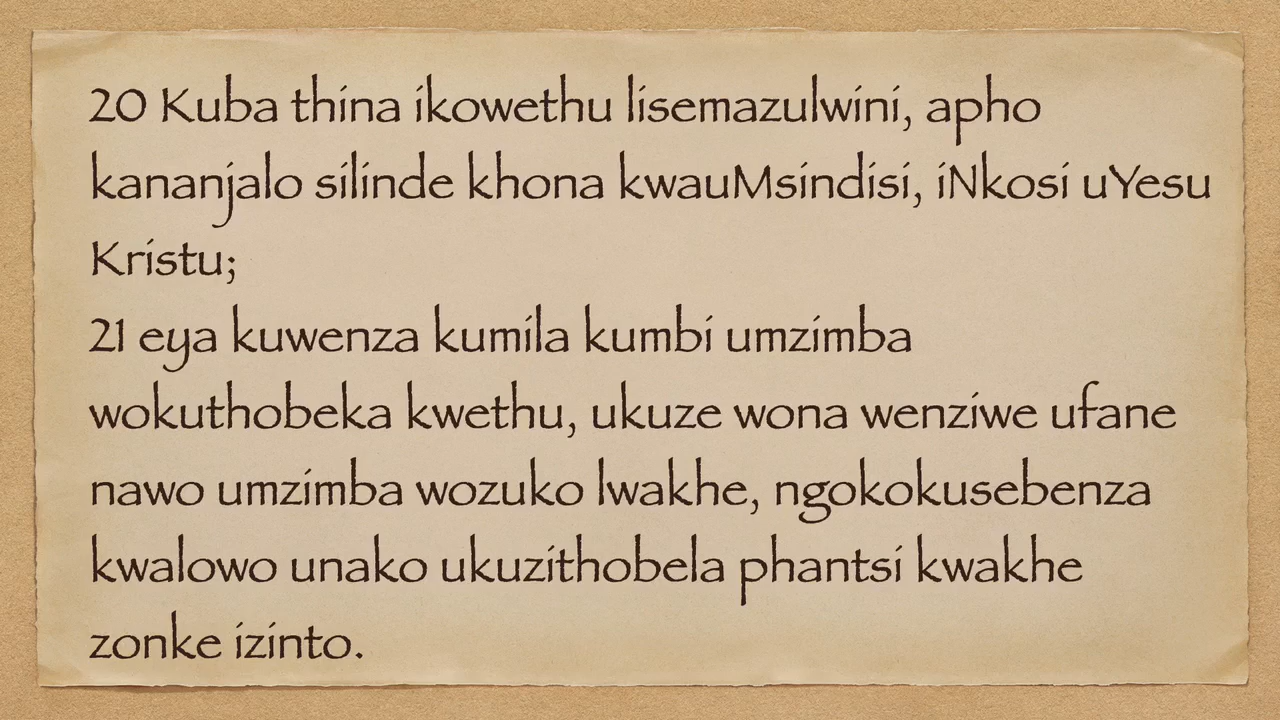 20 Kuba thina ikowethu lisemazulwini, apho
kananjalo silinde khona kwauMsindisi, iNkosi uYesu
Kristu;
21 eya kuwenza kumila kumbi umzimba
wokuthobeka kwethu, ukuze wona wenziwe ufane
nawo umzimba wozuko lwakhe, ngokokusebenza
kwalowo unako ukuzithobela phantsi kwakhe
zonke izinto.